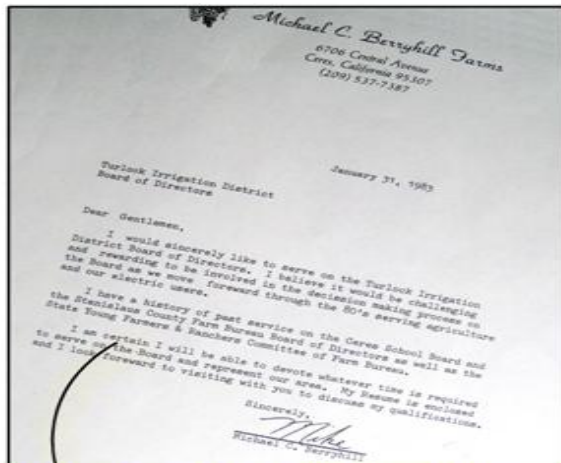 Michael C. Berryhill Farms
6706 Central Avenue
Ceres, California 95307
(209) 537-7387
January 31, 1983
Turlock Irrigation District
Board of Directors
Dear Gentlemen,
I would sincerely like to serve on the Turlock Irrigation
District Board of Directors. I believe it would be challenging
and rewarding to be involved in the decission making process on
the Board as we move foreward through the 80's serving agriculture
and our electric users.
I have a history of past service on the Ceres School Board and
the Stanislaus County Farm Bureau Board of Directors as well as the
State Young Farmers & Ranchers Committee of Farm Bureau.
I am certain I will be able to devote whatever time is required
to serve on the Board and represent our area. My Resume is enclosed
and I look foreward to visiting with you to discuss my qualifications.
Sincerely,
Mike
Michael C. Berryhill